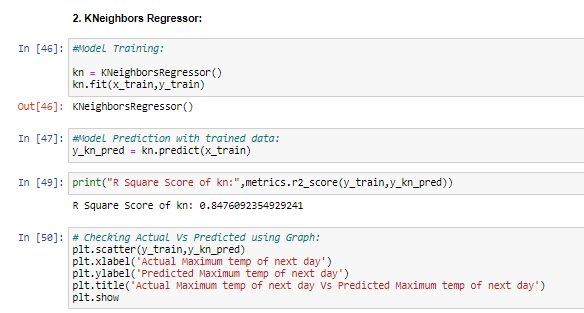 2. KNeighbors Regressor:
In [46]: #Model Training:
kn = KNeighborsRegressor()
kn.fit(x_train,y_train)
Out[46]: KNeighborsRegressor()
In [47]: #Model Prediction with trained data:
y_kn_pred = kn.predict(x_train)
In [49]: print("R Square Score of kn:",metrics.r2_score(y_train,y_kn_pred))
R Square Score of kn: 0.8476092354929241
In [50]: # Checking Actual Vs Predicted using Graph:
plt.scatter(y_train,y_kn_pred)
plt.xlabel('Actual Maximum temp of next day')
plt.ylabel('Predicted Maximum temp of next day')
plt.title('Actual Maximum temp of next day Vs Predicted Maximum temp of next day')
plt.show